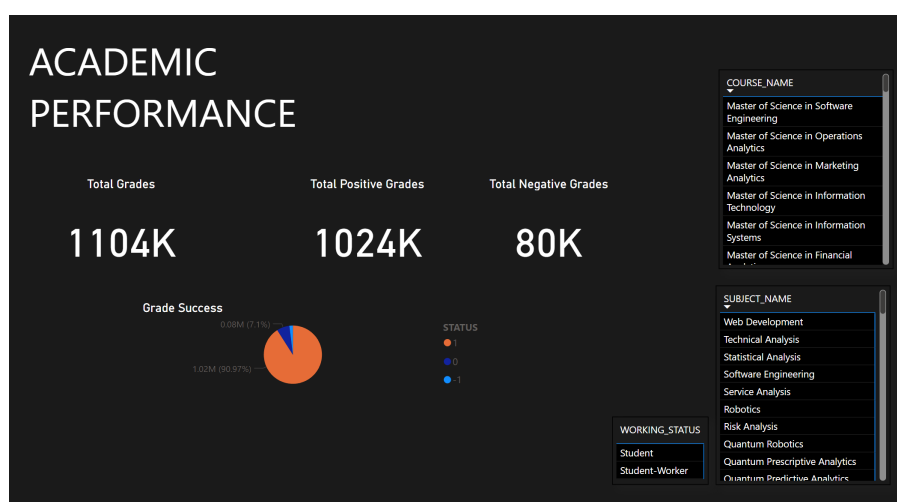 ACADEMIC
PERFORMANCE
Total Grades
1104K
Total Positive Grades
1024K
Total Negative Grades
80K
Grade Success
0.08M (7.1%)
1.02M (90.97%)
STATUS
1
0
-1
COURSE_NAME
Master of Science in Software
Engineering
Master of Science in Operations
Analytics
Master of Science in Marketing
Analytics
Master of Science in Information
Technology
Master of Science in Information
Systems
Master of Science in Financial
SUBJECT_NAME
Web Development
Technical Analysis
Statistical Analysis
Software Engineering
Service Analysis
Robotics
Risk Analysis
Quantum Robotics
Quantum Prescriptive Analytics
Quantum Predictive Analytics
WORKING_STATUS
Student
Student-Worker